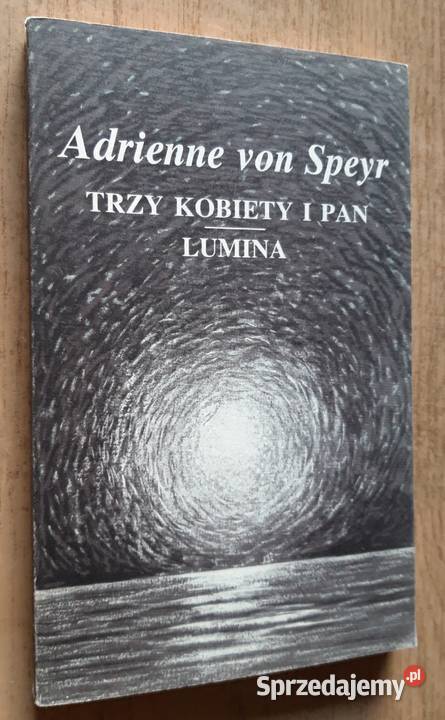 Adrienne von Speyr
TRZY KOBIETY I PAN
LUMINA
Sprzedajemy.pl